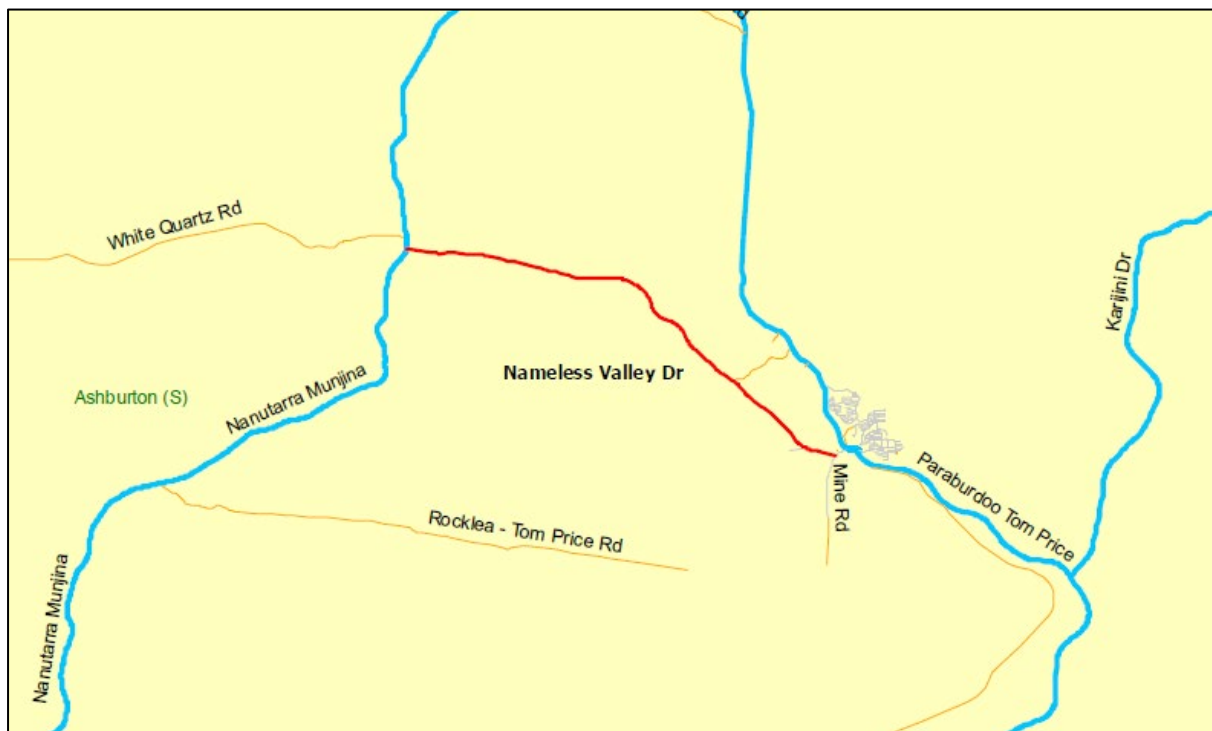 White Quartz Rd
Karijini Dr
Nameless Valley Dr
Ashburton (S)
Nanutarra Munjina
Paraburdoo Tom Price
Mine Rd
Rocklea - Tom Price Rd
Nanutarra Munjina